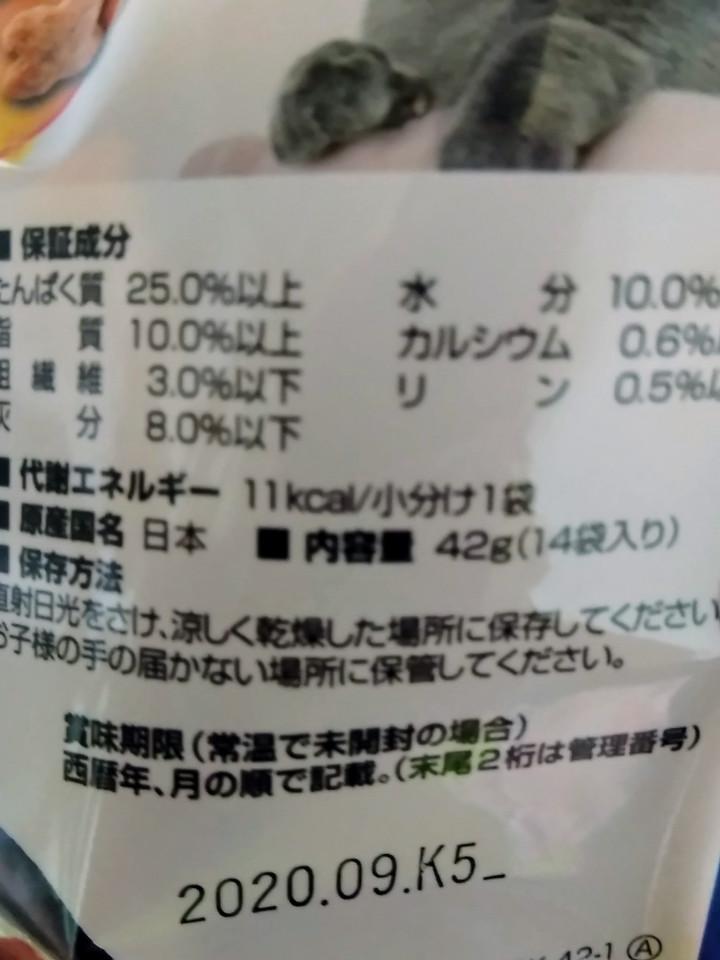 ■ 保証成分
たんぱく質 25.0%以上 水 分 10.0%
脂 質 10.0%以上 カルシウム 0.6%以
粗 繊 維 3.0%以下 リ ン 0.5%以
灰 分 8.0%以下
■ 代謝エネルギー 11kcal/小分け1袋
■ 原産国名 日本 ■ 内容量 42g(14袋入り)
■ 保存方法
直射日光をさけ、涼しく乾燥した場所に保存してください
お子様の手の届かない場所に保管してください。
賞味期限(常温で未開封の場合)
西暦年、月の順で記載。(末尾2桁は管理番号)
2020.09.K5_
42-1 Ⓐ